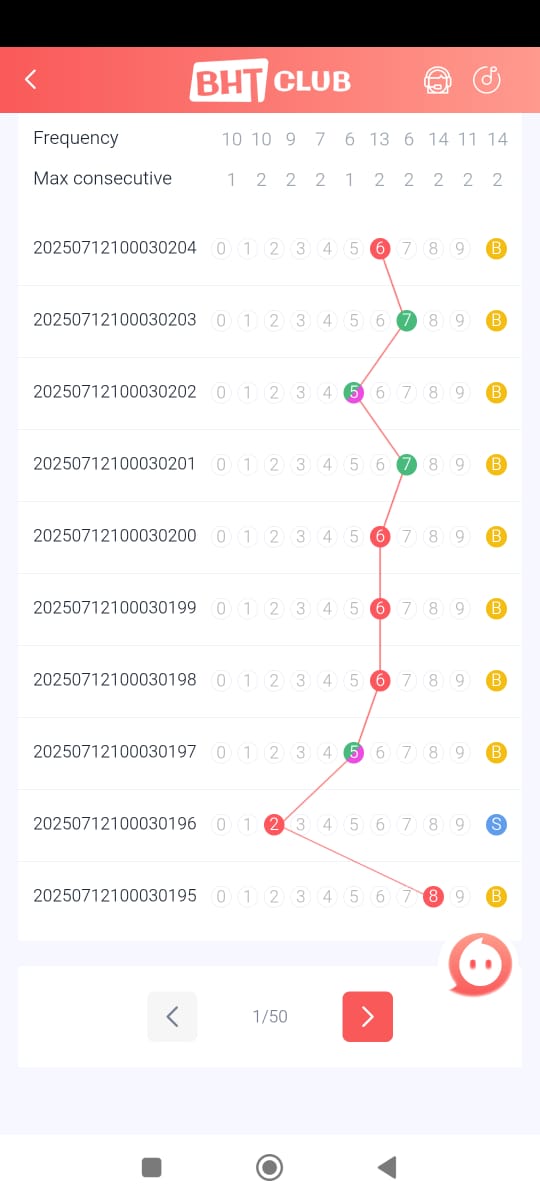 BHT CLUB
Frequency 10 10 9 7 6 13 6 14 11 14
Max consecutive 1 2 2 2 1 2 2 2 2 2
20250712100030204 0 1 2 3 4 5 6 7 8 9 B
20250712100030203 0 1 2 3 4 5 6 7 8 9 B
20250712100030202 0 1 2 3 4 5 6 7 8 9 B
20250712100030201 0 1 2 3 4 5 6 7 8 9 B
20250712100030200 0 1 2 3 4 5 6 7 8 9 B
20250712100030199 0 1 2 3 4 5 6 7 8 9 B
20250712100030198 0 1 2 3 4 5 6 7 8 9 B
20250712100030197 0 1 2 3 4 5 6 7 8 9 B
20250712100030196 0 1 2 3 4 5 6 7 8 9 S
20250712100030195 0 1 2 3 4 5 6 7 8 9 B
1/50